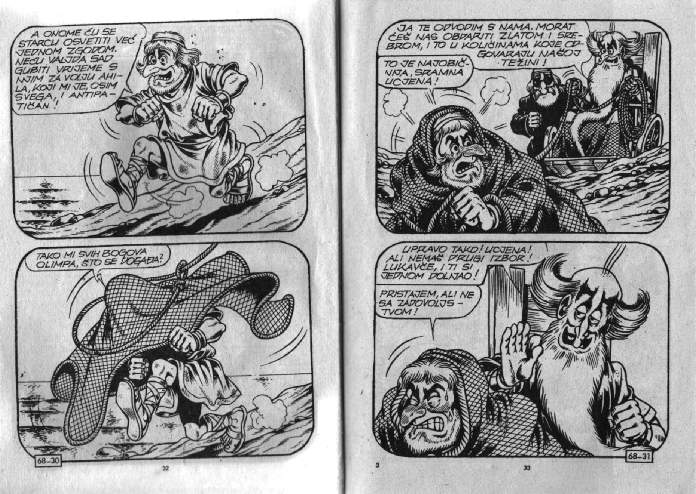 A ONOME ĆU SE
STARCU OSVETITI VEĆ
JEDNOM ZGODOM.
NEĆU VALJDA SAD
GUBITI VRIJEME S
NJIM ZA VOLJU AHI-
LA, KOJI MI JE, OSIM
SVEGA, I ANTIPA-
TIČAN!
TAKO MI SVIH BOGOVA
OLIMPA, ŠTO SE DOGAĐA?
68-30
32
JA TE ODVODIM S NAMA. MORAT
ĆEŠ NAS OBDARITI ZLATOM I SRE-
BROM, I TO U KOLIČINAMA KOJE OD-
GOVARAJU NAŠOJ
TEŽINI!
TO JE NAJOBIČ-
NIJA, SRAMNA
UCJENA!
UPRAVO TAKO! UCJENA!
ALI NEMAŠ DRUGI IZBOR!
LUKAVČE, I TI SI
JEDNOM DOLIJAO!
PRISTAJEM, ALI NE
SA ZADOVOLJS-
TVOM!
68-31
3
33